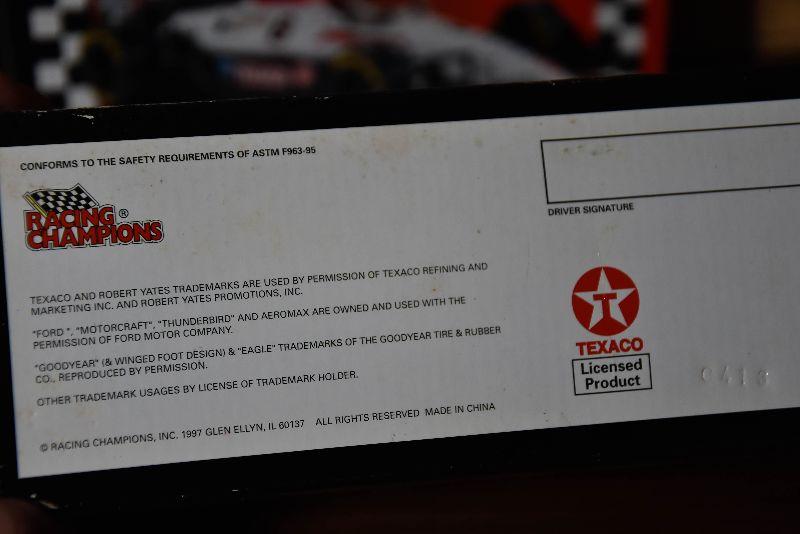 CONFORMS TO THE SAFETY REQUIREMENTS OF ASTM F963-95
RACING ®
CHAMPIONS
TEXACO AND ROBERT YATES TRADEMARKS ARE USED BY PERMISSION OF TEXACO REFINING AND
MARKETING INC. AND ROBERT YATES PROMOTIONS, INC.
"FORD ", "MOTORCRAFT", "THUNDERBIRD" AND AEROMAX ARE OWNED AND USED WITH THE
PERMISSION OF FORD MOTOR COMPANY.
"GOODYEAR" (& WINGED FOOT DESIGN) & "EAGLE" TRADEMARKS OF THE GOODYEAR TIRE & RUBBER
CO., REPRODUCED BY PERMISSION.
OTHER TRADEMARK USAGES BY LICENSE OF TRADEMARK HOLDER.
© RACING CHAMPIONS, INC. 1997 GLEN ELLYN, IL 60137 ALL RIGHTS RESERVED MADE IN CHINA
DRIVER SIGNATURE
T
TEXACO
Licensed
Product